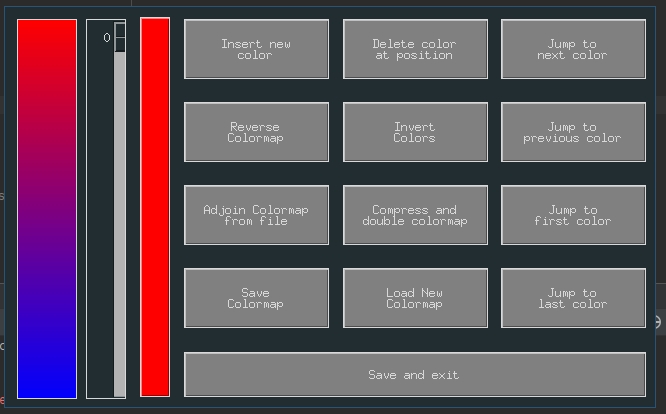 0
Insert new
color
Delete color
at position
Jump to
next color
Reverse
Colormap
Invert
Colors
Jump to
previous color
Adjoin Colormap
from file
Compress and
double colormap
Jump to
first color
Save
Colormap
Load New
Colormap
Jump to
last color
Save and exit